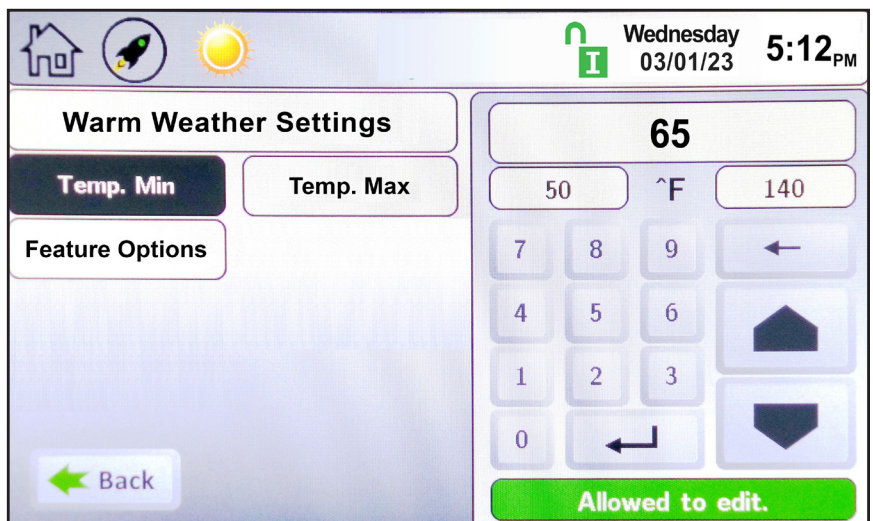 Wednesday
03/01/23
5:12PM
I
Warm Weather Settings
Temp. Min
Temp. Max
Feature Options
Back
65
50 ^F 140
7 8 9
4 5 6
1 2 3
0
Allowed to edit.